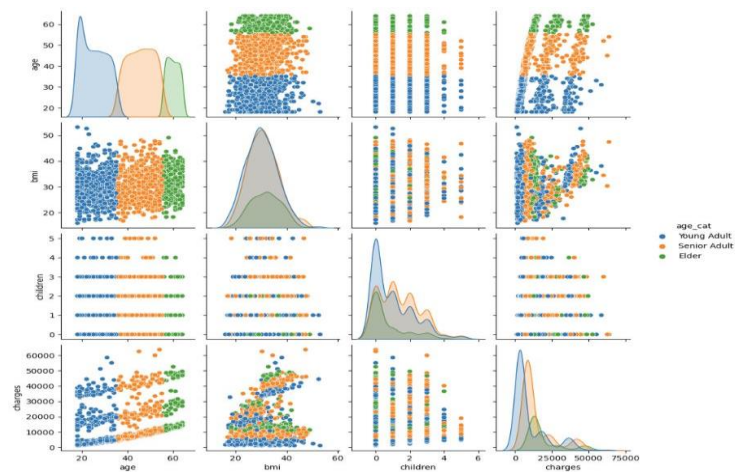 60
50
40
30
20
age
50
40
30
20
bmi
age_cat
Young Adult
Senior Adult
Elder
5
4
3
2
1
0
children
60000
50000
40000
30000
20000
10000
0
charges
20 40 60
age
20 40 60
bmi
0 2 4 6
children
0 25000 50000 75000
charges